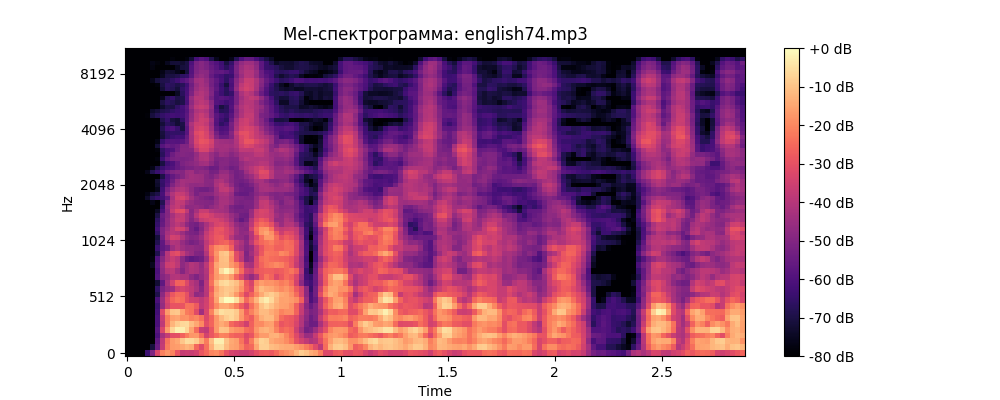 Mel-спектрограмма: english74.mp3
8192
4096
2048
1024
512
0
Hz
0
0.5
1
1.5
2
2.5
Time
+0 dB
-10 dB
-20 dB
-30 dB
-40 dB
-50 dB
-60 dB
-70 dB
-80 dB